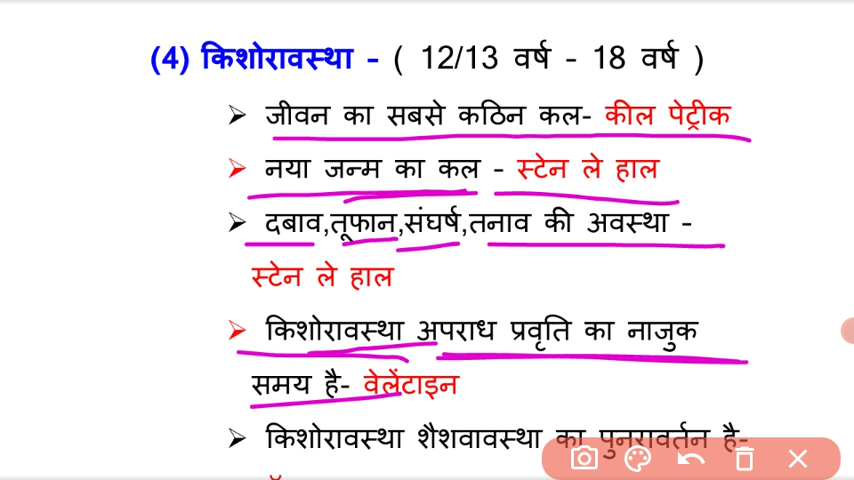 (4) किशोरावस्था - ( 12/13 वर्ष - 18 वर्ष )
जीवन का सबसे कठिन कल- कील पेट्रीक
नया जन्म का कल - स्टेन ले हाल
दबाव,तूफान,संघर्ष,तनाव की अवस्था -
स्टेन ले हाल
किशोरावस्था अपराध प्रवृति का नाजुक
समय है- वेलेंटाइन
किशोरावस्था शैशवावस्था का पुनरावर्तन है-